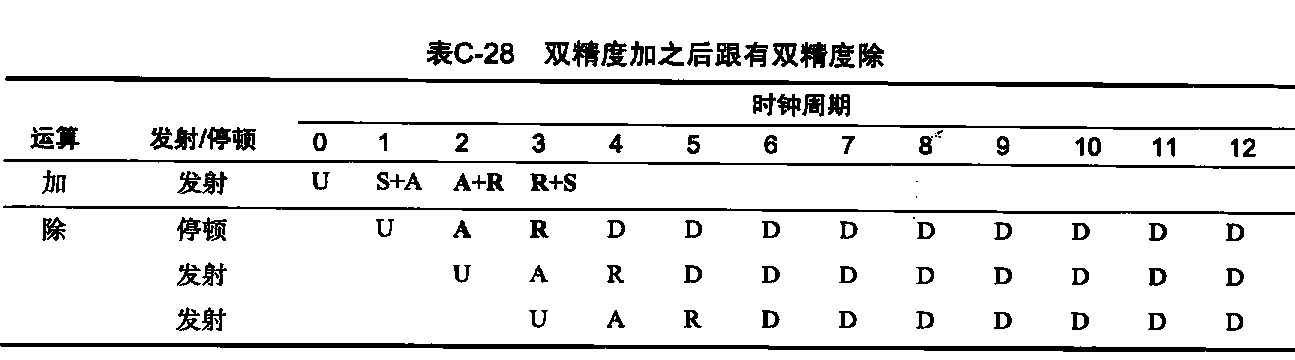 表C-28 双精度加之后跟有双精度除
时钟周期
运算 发射/停顿 0 1 2 3 4 5 6 7 8 9 10 11 12
加 发射 U S+A A+R R+S
除 停顿 U A R D D D D D D D D D
发射 U A R D D D D D D D D
发射 U A R D D D D D D D